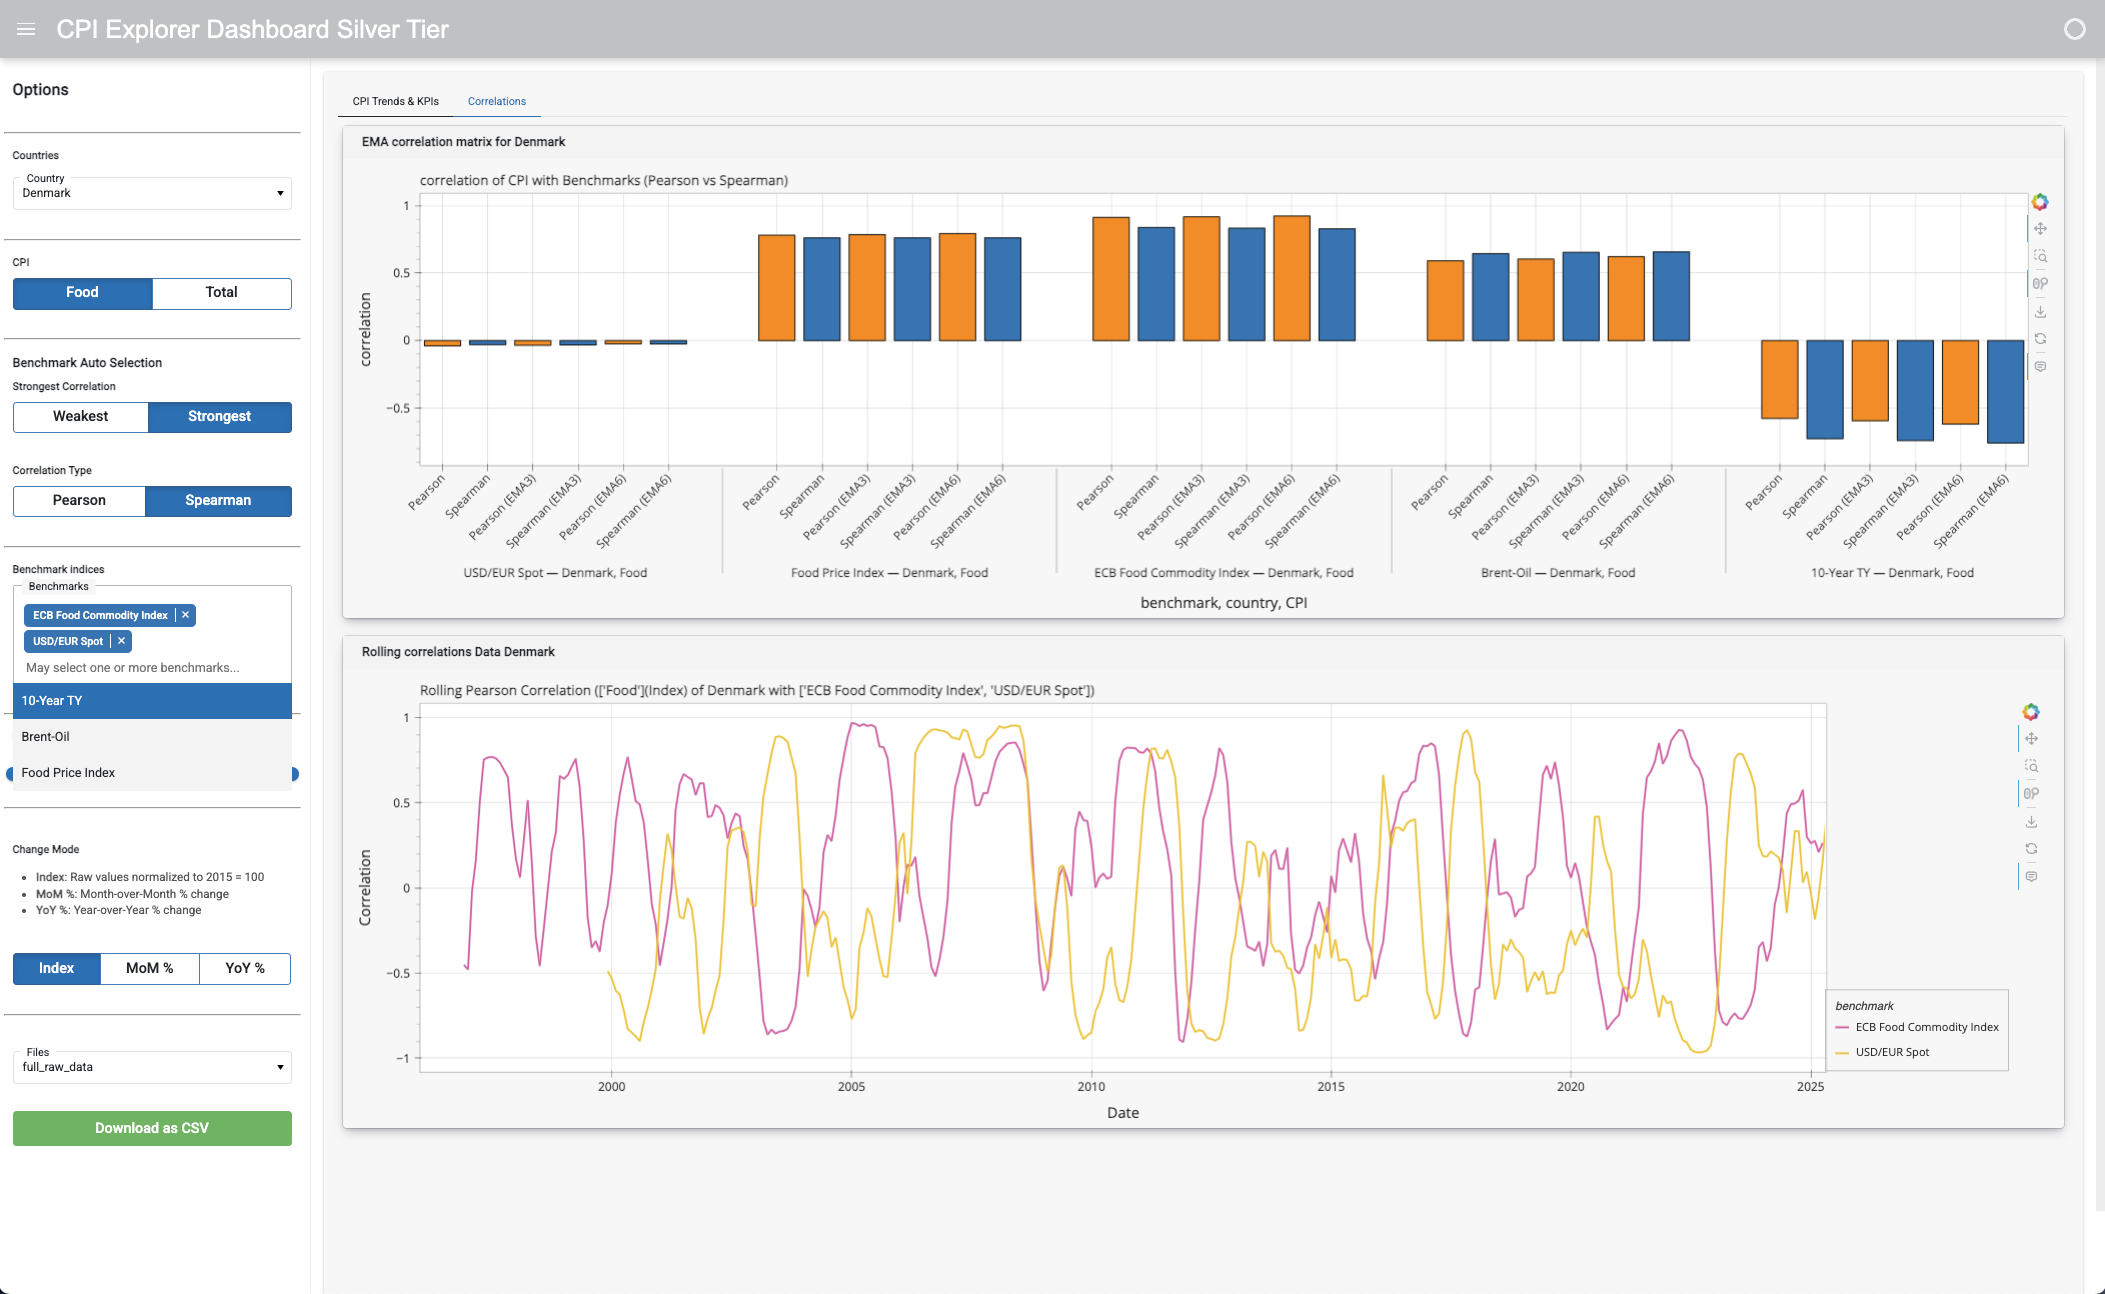 CPI Explorer Dashboard Silver Tier
Options
Countries
Country
Denmark
CPI
Food
Total
Benchmark Auto Selection
Strongest Correlation
Weakest
Strongest
Correlation Type
Pearson
Spearman
Benchmark indices
Benchmarks
ECB Food Commodity Index
USD/EUR Spot
May select one or more benchmarks...
10-Year TY
Brent-Oil
Food Price Index
Change Mode
Index: Raw values normalized to 2015 = 100
MoM %: Month-over-Month % change
YoY %: Year-over-Year % change
Index
MoM %
YoY %
Files
full_raw_data
Download as CSV
CPI Trends & KPIs
Correlations
EMA correlation matrix for Denmark
correlation of CPI with Benchmarks (Pearson vs Spearman)
correlation
1
0.5
0
−0.5
Pearson
Spearman
Pearson (EMA3)
Spearman (EMA3)
Pearson (EMA6)
Spearman (EMA6)
Pearson
Spearman
Pearson (EMA3)
Spearman (EMA3)
Pearson (EMA6)
Spearman (EMA6)
Pearson
Spearman
Pearson (EMA3)
Spearman (EMA3)
Pearson (EMA6)
Spearman (EMA6)
Pearson
Spearman
Pearson (EMA3)
Spearman (EMA3)
Pearson (EMA6)
Spearman (EMA6)
Pearson
Spearman
Pearson (EMA3)
Spearman (EMA3)
Pearson (EMA6)
Spearman (EMA6)
USD/EUR Spot — Denmark, Food
Food Price Index — Denmark, Food
ECB Food Commodity Index — Denmark, Food
Brent-Oil — Denmark, Food
10-Year TY — Denmark, Food
benchmark, country, CPI
Rolling correlations Data Denmark
Rolling Pearson Correlation (['Food'](Index) of Denmark with ['ECB Food Commodity Index', 'USD/EUR Spot'])
Correlation
1
0.5
0
−0.5
−1
2000
2005
2010
2015
2020
2025
Date
benchmark
ECB Food Commodity Index
USD/EUR Spot